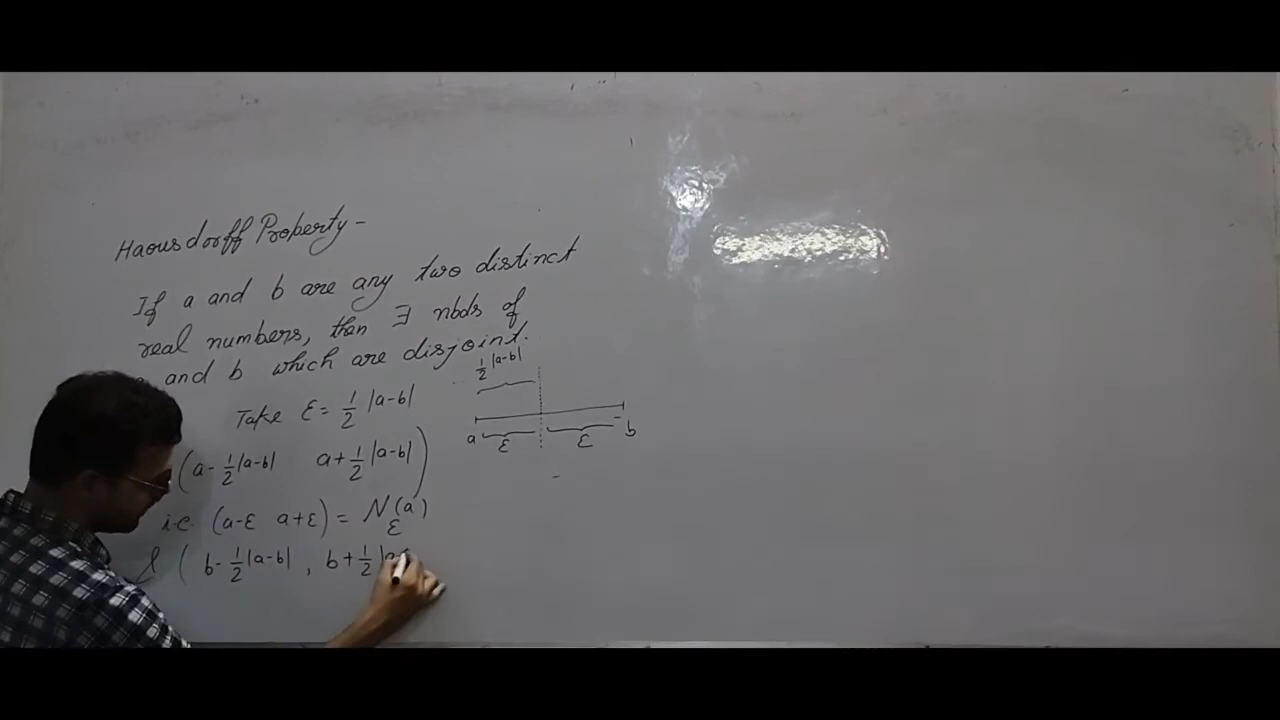 Haousdorff Property-
If a and b are any two distinct
real numbers, then ∃ nbds of
and b which are disjoint.
Take ε = 1/2 |a-b|
(a - 1/2 |a-b| a + 1/2 |a-b|)
i.e. (a-ε a+ε) = Nε(a)
& ( b - 1/2 |a-b| , b + 1/2 |a
1/2 |a-b|
a ε ε b